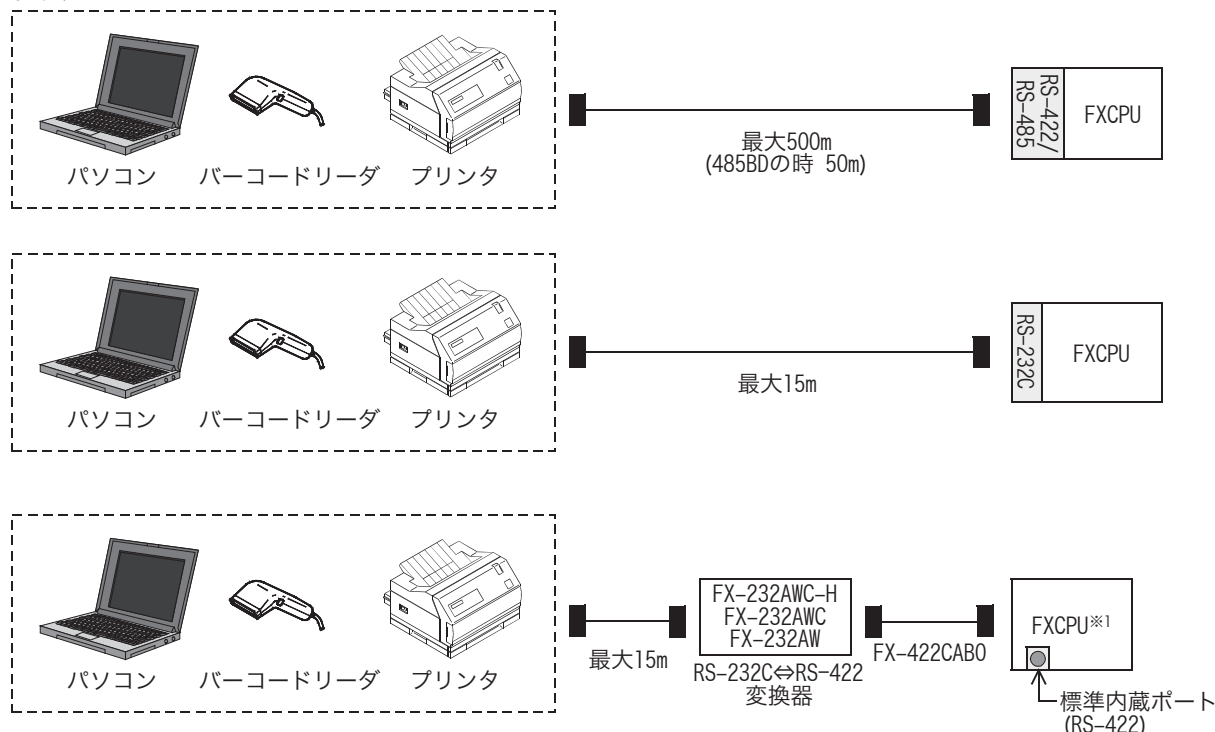 パソコン
バーコードリーダ
プリンタ
最大500m
(485BDの時 50m)
RS-422/
RS-485
FXCPU
パソコン
バーコードリーダ
プリンタ
最大15m
RS-232C
FXCPU
パソコン
バーコードリーダ
プリンタ
最大15m
FX-232AWC-H
FX-232AWC
FX-232AW
RS-232C⇔RS-422
変換器
FX-422CAB0
FXCPU※1
標準内蔵ポート
(RS-422)